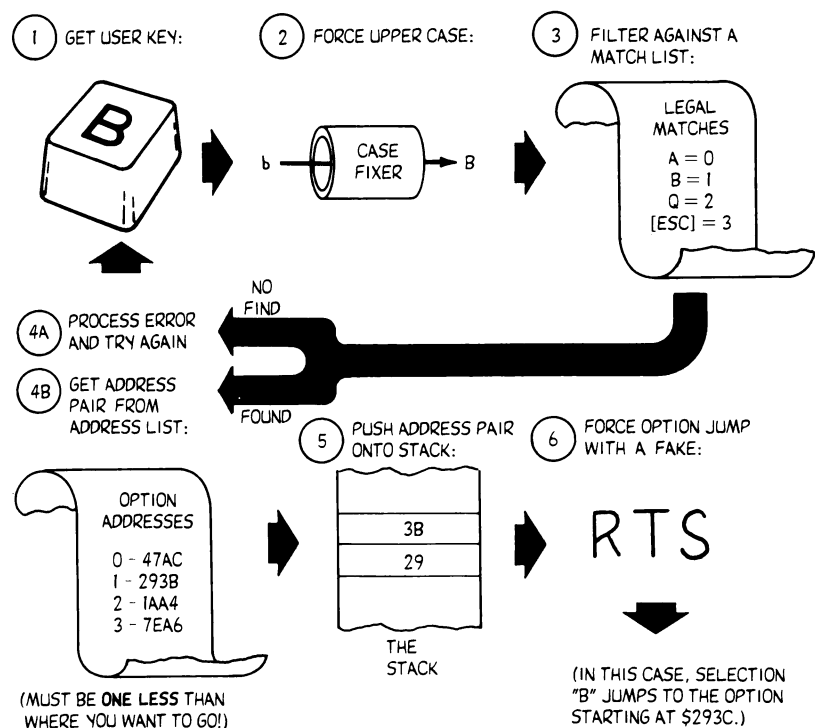 1 GET USER KEY:
B
2 FORCE UPPER CASE:
b CASE FIXER B
3 FILTER AGAINST A
MATCH LIST:
LEGAL
MATCHES
A = 0
B = 1
Q = 2
[ESC] = 3
NO
FIND
4A PROCESS ERROR
AND TRY AGAIN
4B GET ADDRESS
PAIR FROM
ADDRESS LIST:
FOUND
OPTION
ADDRESSES
0 - 47AC
1 - 293B
2 - 1AA4
3 - 7EA6
(MUST BE ONE LESS THAN
WHERE YOU WANT TO GO!)
5 PUSH ADDRESS PAIR
ONTO STACK:
3B
29
THE
STACK
6 FORCE OPTION JUMP
WITH A FAKE:
RTS
(IN THIS CASE, SELECTION
"B" JUMPS TO THE OPTION
STARTING AT $293C.)